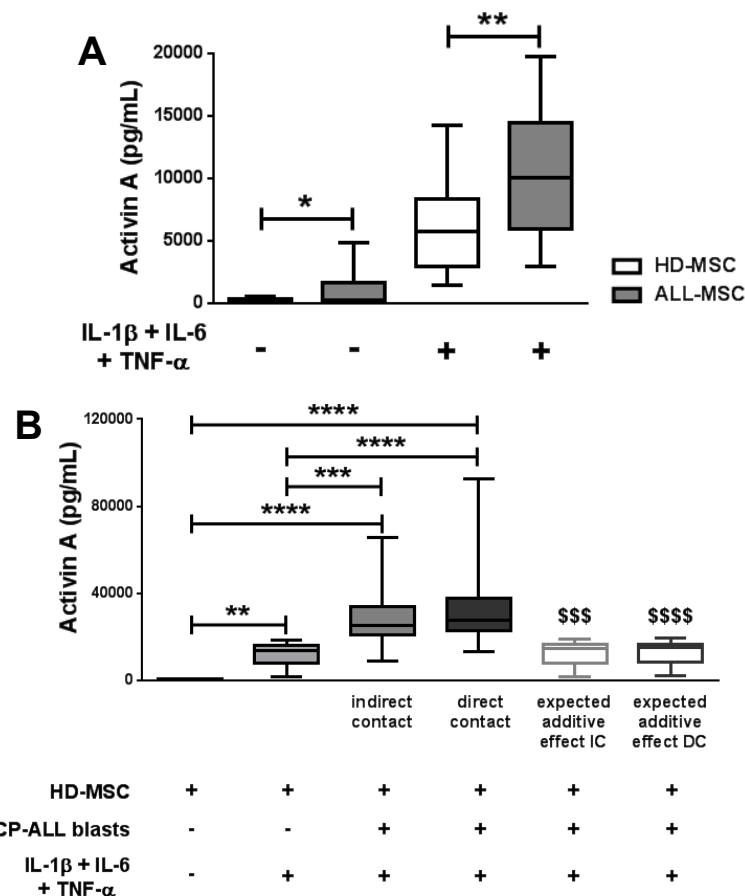 A
Activin A (pg/mL)
20000
15000
10000
5000
0
*
**
HD-MSC
ALL-MSC
IL-1β + IL-6
+ TNF-α
- - + +
B
Activin A (pg/mL)
120000
80000
40000
0
****
****
***
****
**
$$$ $$$$
indirect contact
direct contact
expected additive effect IC
expected additive effect DC
HD-MSC + + + + + +
CP-ALL blasts - - + + + +
IL-1β + IL-6
+ TNF-α
- + + + + +